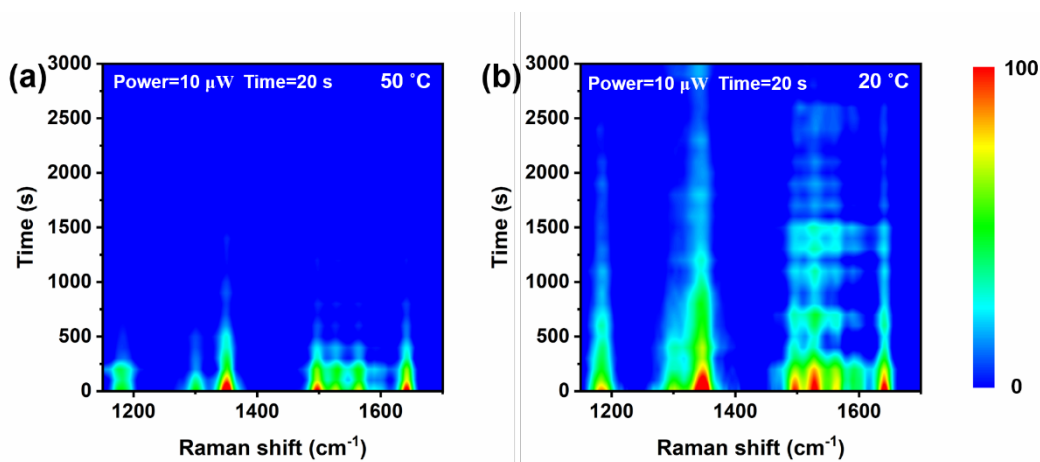 (a)
Power=10 μW Time=20 s 50 °C
3000
2500
2000
1500
1000
500
0
Time (s)
1200 1400 1600
Raman shift (cm⁻¹)
(b)
Power=10 μW Time=20 s 20 °C
3000
2500
2000
1500
1000
500
0
Time (s)
1200 1400 1600
Raman shift (cm⁻¹)
100
0